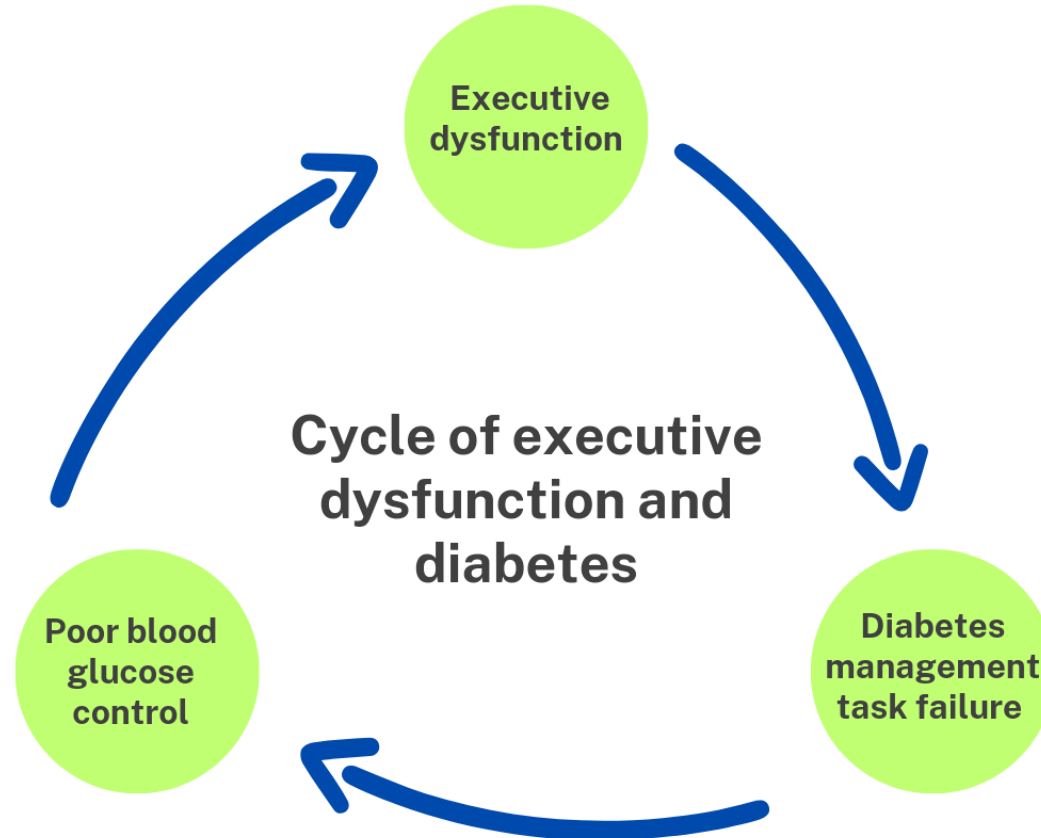 Executive
dysfunction
Cycle of executive
dysfunction and
diabetes
Poor blood
glucose
control
Diabetes
management
task failure